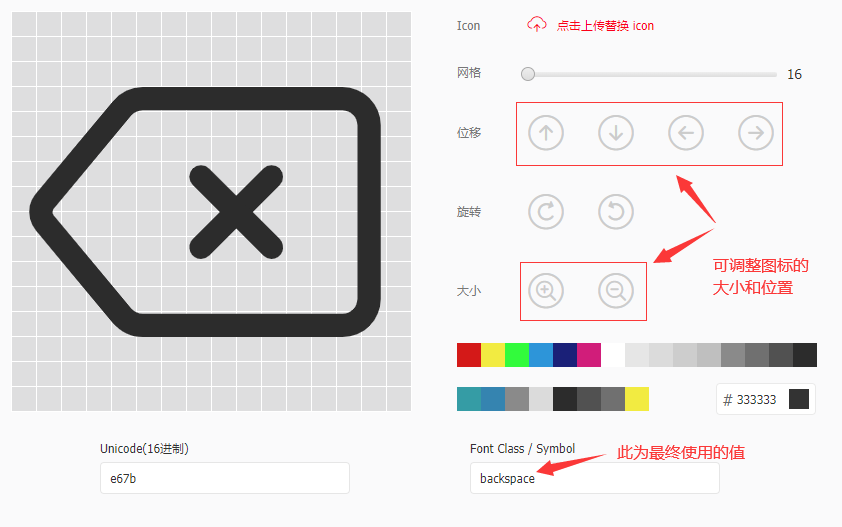 Icon
点击上传替换 icon
网格
16
位移
旋转
可调整图标的
大小和位置
大小
# 333333
Unicode(16进制)
e67b
Font Class / Symbol
此为最终使用的值
backspace